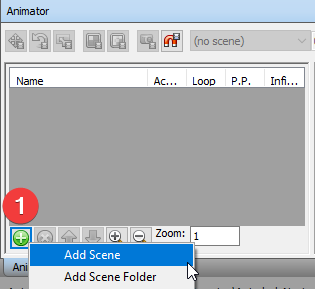 Animator
(no scene)
Name Ac... Loop P.P. Infi...
1
Zoom: 1
Add Scene
Add Scene Folder